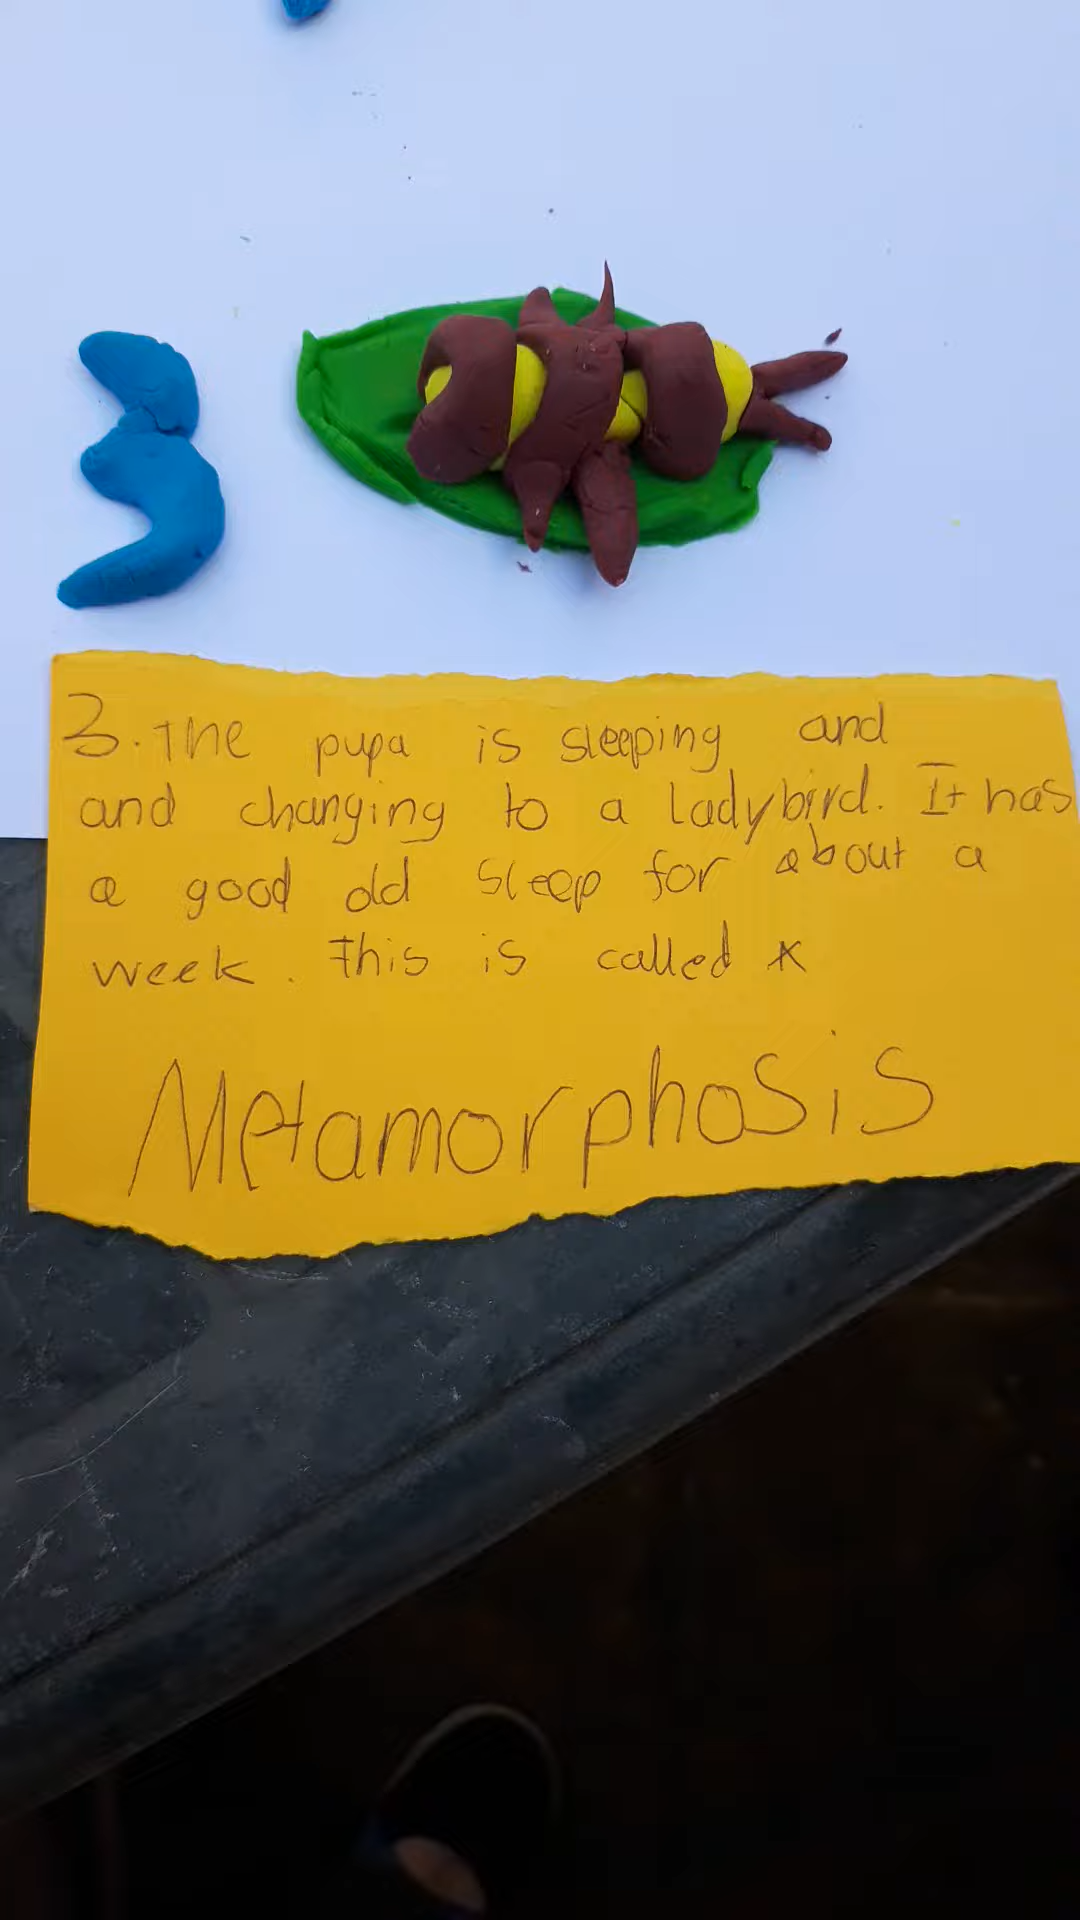 3
3. The pupa is sleeping and
and changing to a ladybird. It has
a good old sleep for about a
week. This is called *
Metamorphosis